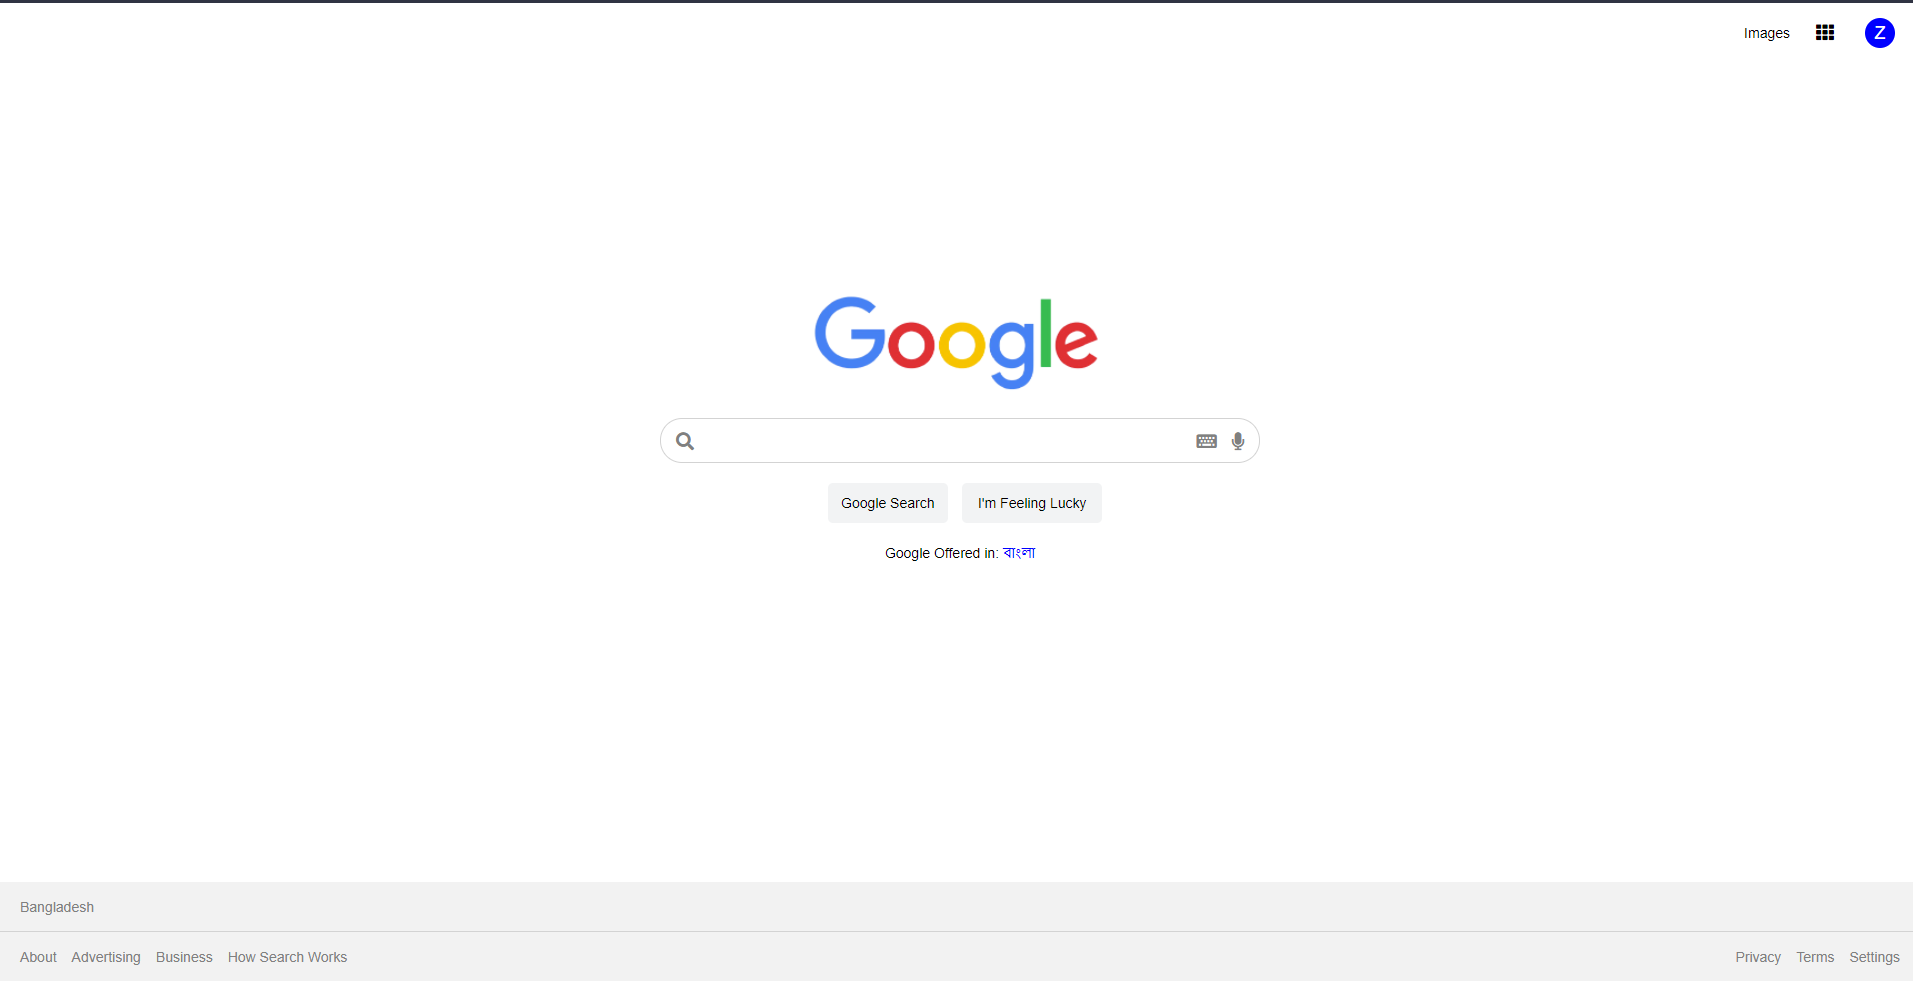 Images
Z
Google
Google Search
I'm Feeling Lucky
Google Offered in: বাংলা
Bangladesh
About Advertising Business How Search Works
Privacy Terms Settings